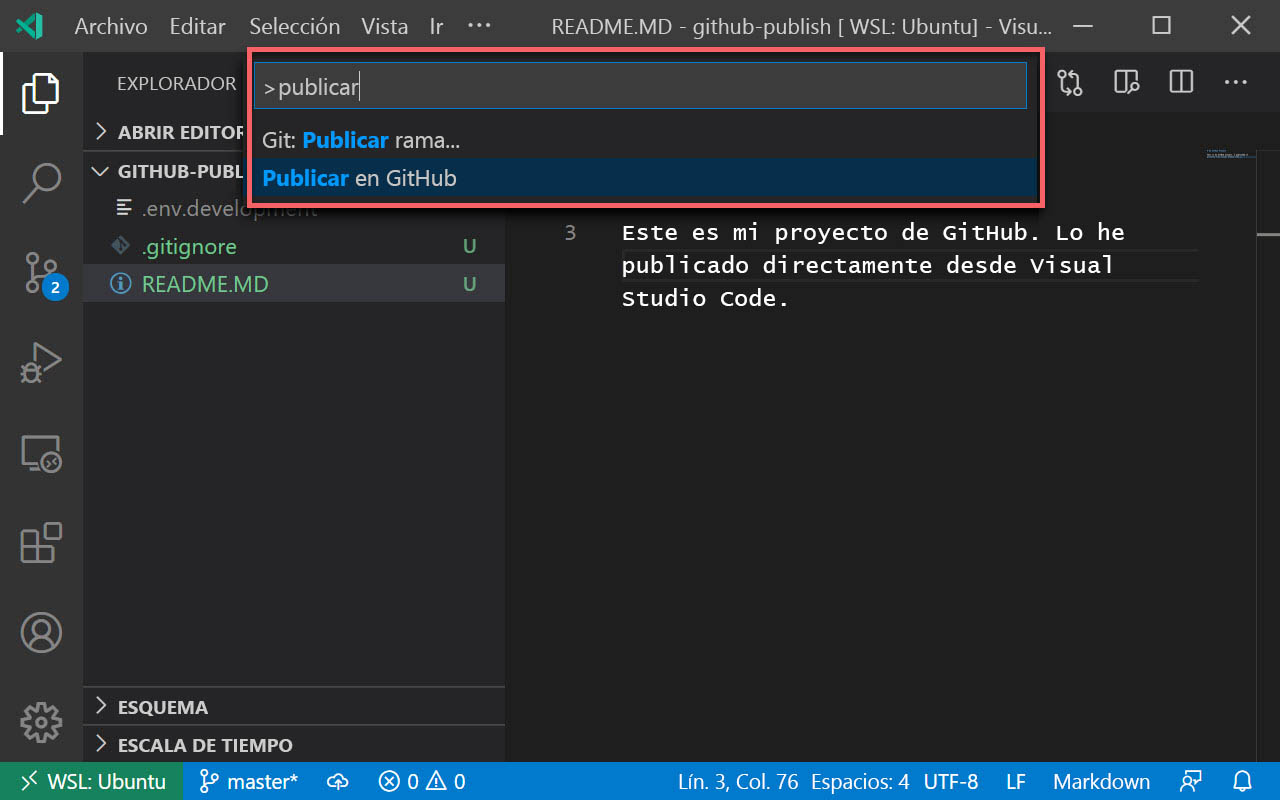 Archivo Editar Selección Vista Ir ··· README.MD - github-publish [ WSL: Ubuntu] - Visu...
EXPLORADOR
>publicar
Git: Publicar rama...
Publicar en GitHub
ABRIR EDITOR
GITHUB-PUBL
.env.development
.gitignore U
README.MD U
3 Este es mi proyecto de GitHub. Lo he
publicado directamente desde Visual
Studio Code.
2
ESQUEMA
ESCALA DE TIEMPO
WSL: Ubuntu master* 0 0 Lín. 3, Col. 76 Espacios: 4 UTF-8 LF Markdown